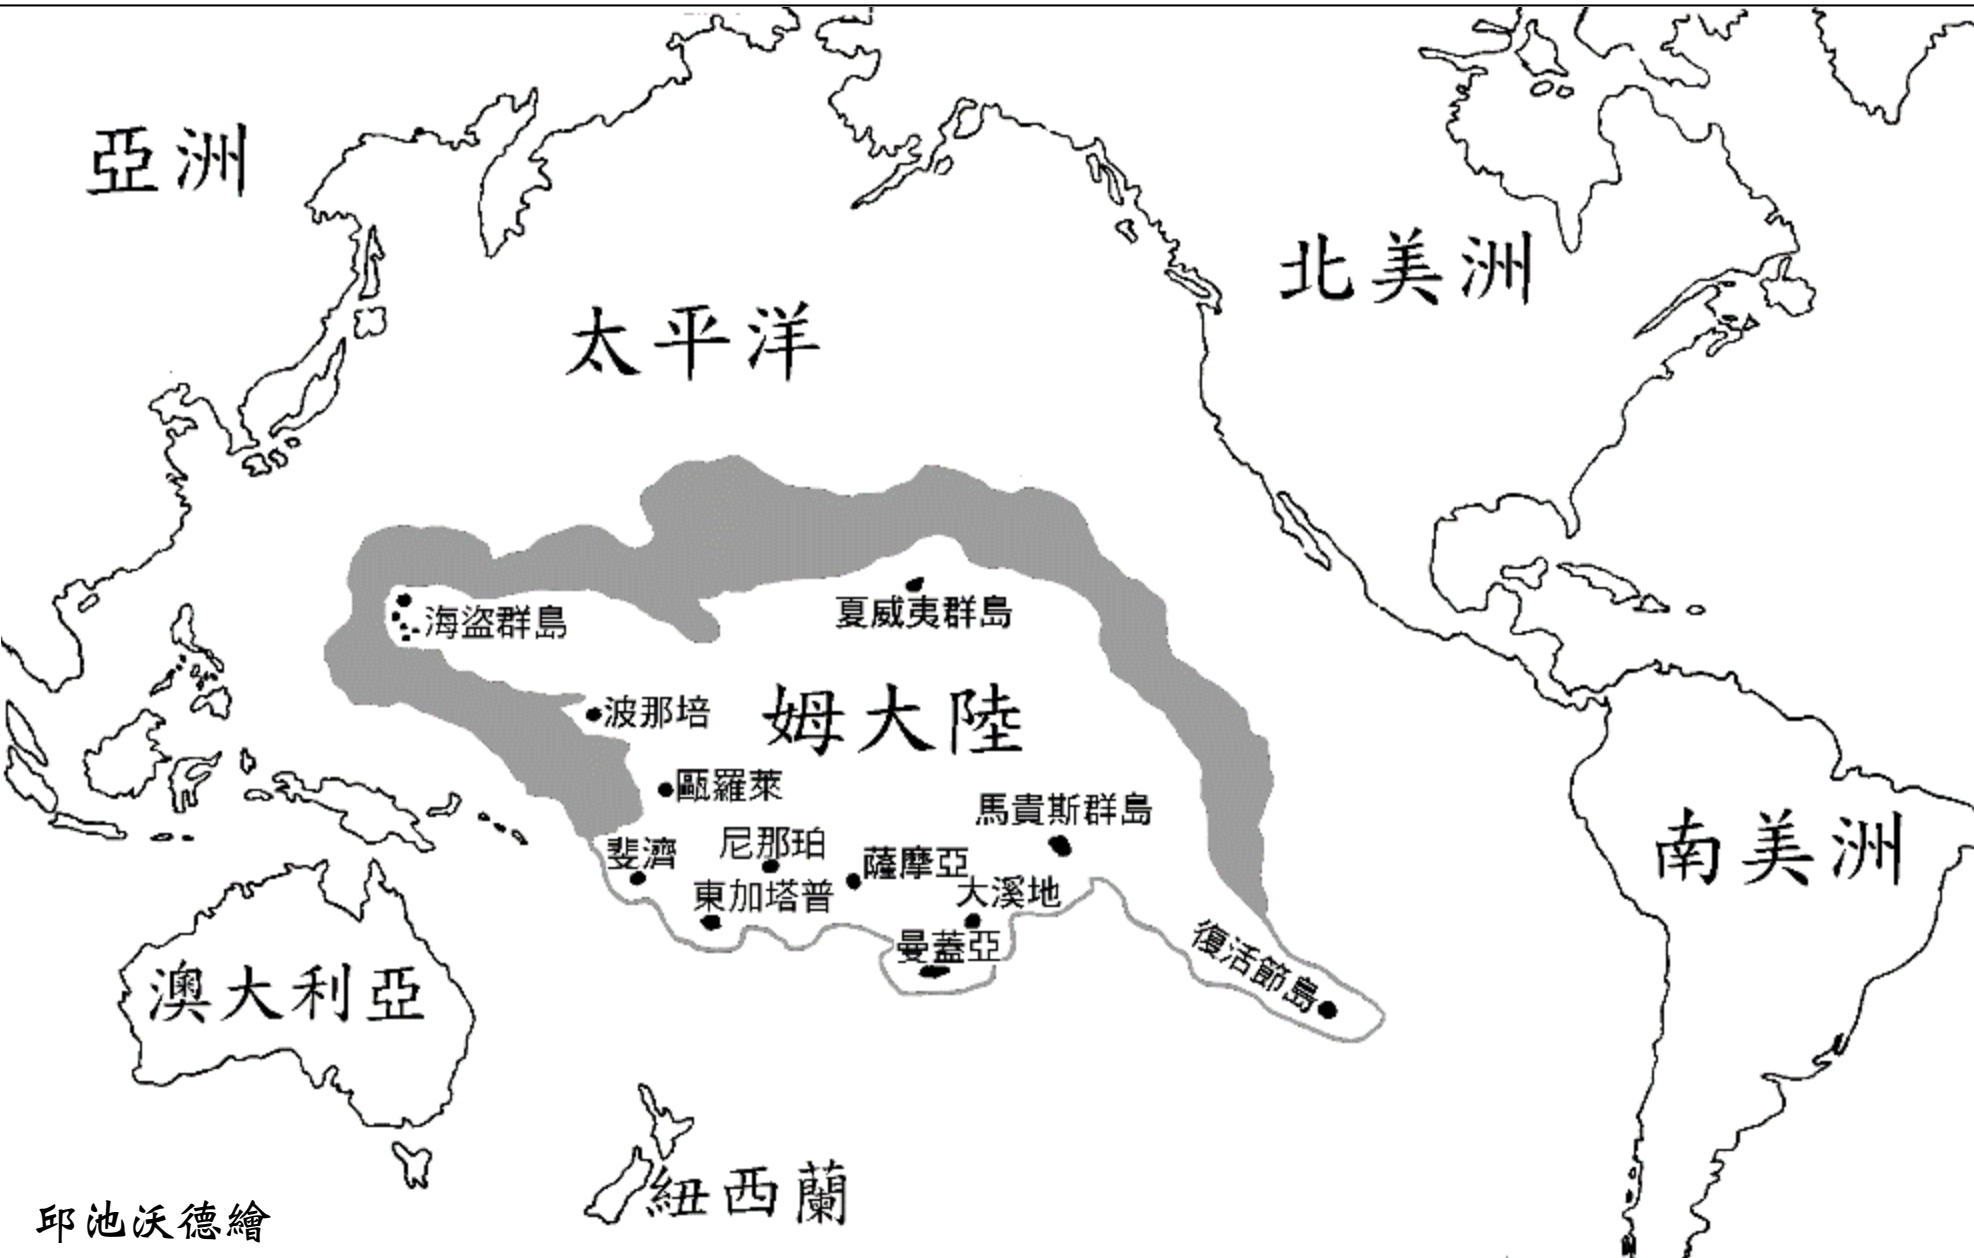 亞洲
北美洲
太平洋
海盜群島
夏威夷群島
波那培
姆大陸
甌羅萊
馬貴斯群島
南美洲
斐濟
尼那珀
薩摩亞
東加塔普
大溪地
曼蓋亞
復活節島
澳大利亞
紐西蘭
邱池沃德繪